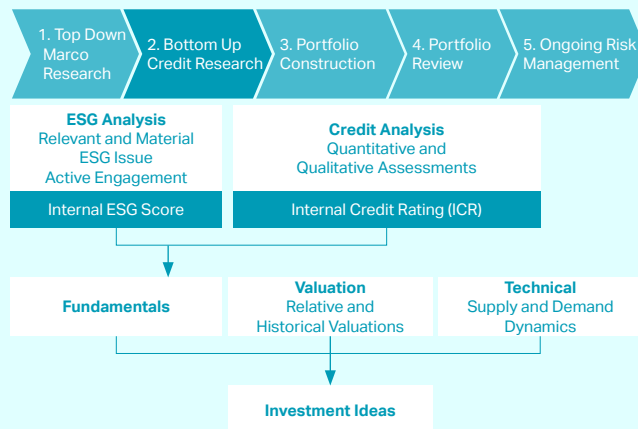 1. Top Down
Marco
Research
2. Bottom Up
Credit Research
3. Portfolio
Construction
4. Portfolio
Review
5. Ongoing Risk
Management
ESG Analysis
Relevant and Material
ESG Issue
Active Engagement
Internal ESG Score
Credit Analysis
Quantitative and
Qualitative Assessments
Internal Credit Rating (ICR)
Fundamentals
Valuation
Relative and
Historical Valuations
Technical
Supply and Demand
Dynamics
Investment Ideas